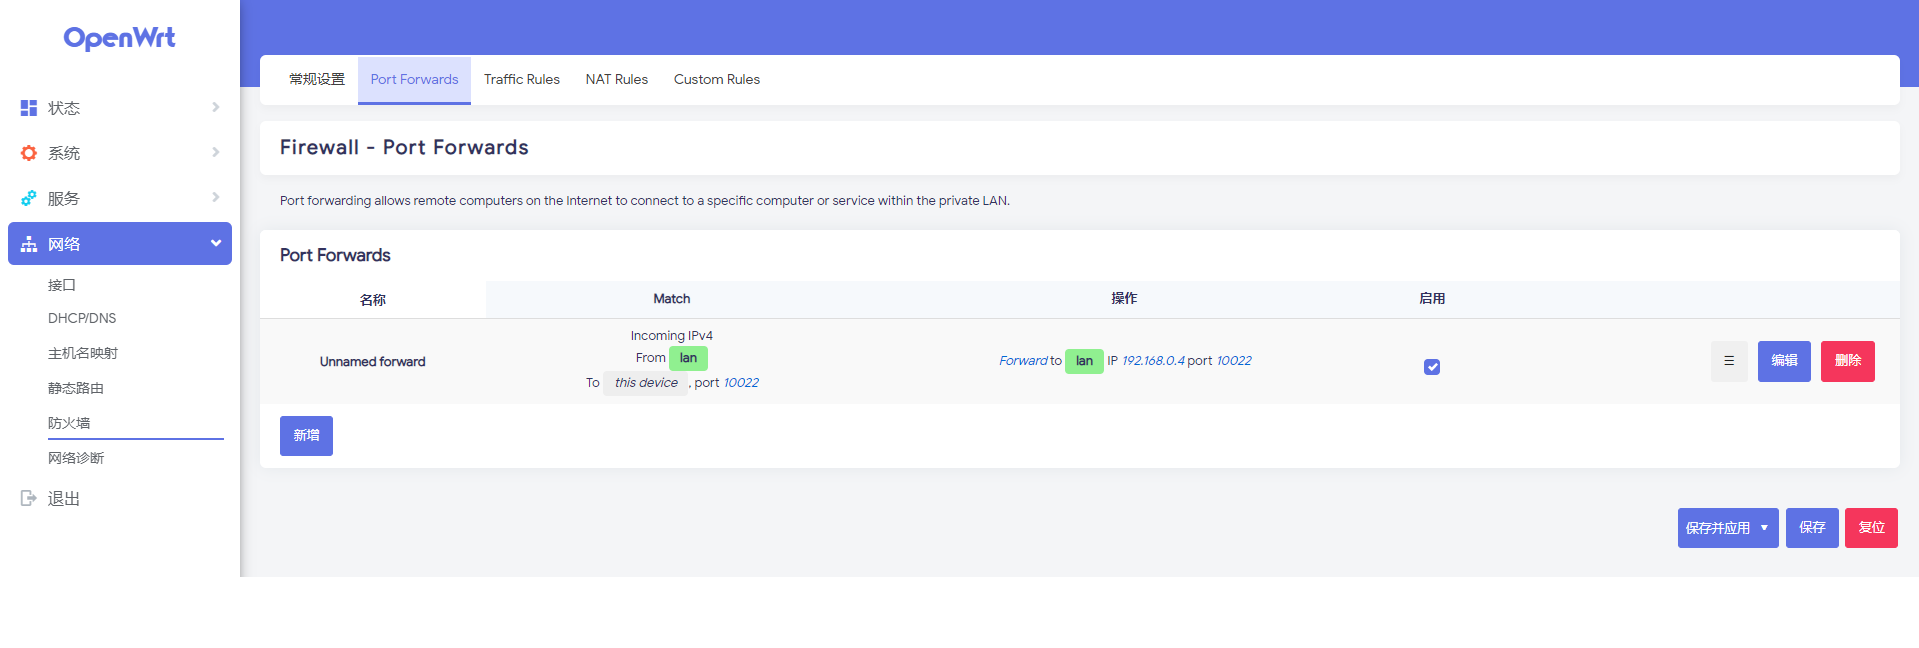 OpenWrt
状态
系统
服务
网络
接口
DHCP/DNS
主机名映射
静态路由
防火墙
网络诊断
退出
常规设置 Port Forwards Traffic Rules NAT Rules Custom Rules
Firewall - Port Forwards
Port forwarding allows remote computers on the Internet to connect to a specific computer or service within the private LAN.
Port Forwards
名称 Match 操作 启用
Unnamed forward
Incoming IPv4
From lan
To this device, port 10022
Forward to lan IP 192.168.0.4 port 10022
编辑 删除
新增
保存并应用 保存 复位